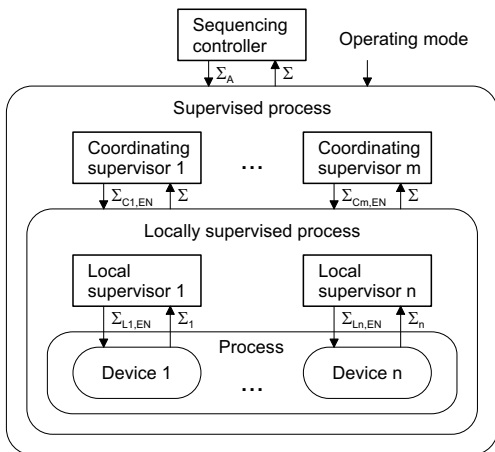 Sequencing
controller
Operating mode
Σ_A
Σ
Supervised process
Coordinating
supervisor 1
...
Coordinating
supervisor m
Σ_C1,EN
Σ
Σ_Cm,EN
Σ
Locally supervised process
Local
supervisor 1
Local
supervisor n
Σ_L1,EN
Σ_1
Σ_Ln,EN
Σ_n
Process
Device 1
...
Device n